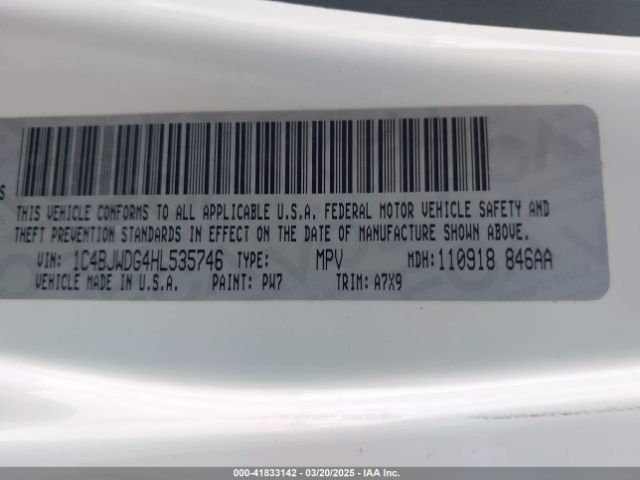 S
THIS VEHICLE CONFORMS TO ALL APPLICABLE U.S.A. FEDERAL MOTOR VEHICLE SAFETY AND
THEFT PREVENTION STANDARDS IN EFFECT ON THE DATE OF MANUFACTURE SHOWN ABOVE.
VIN: 1C4BJWDG4HL535746 TYPE: MPV MDH: 110918 846AA
VEHICLE MADE IN U.S.A. PAINT: PW7 TRIM: A7X9
000-41833142 - 03/20/2025 - IAA Inc.